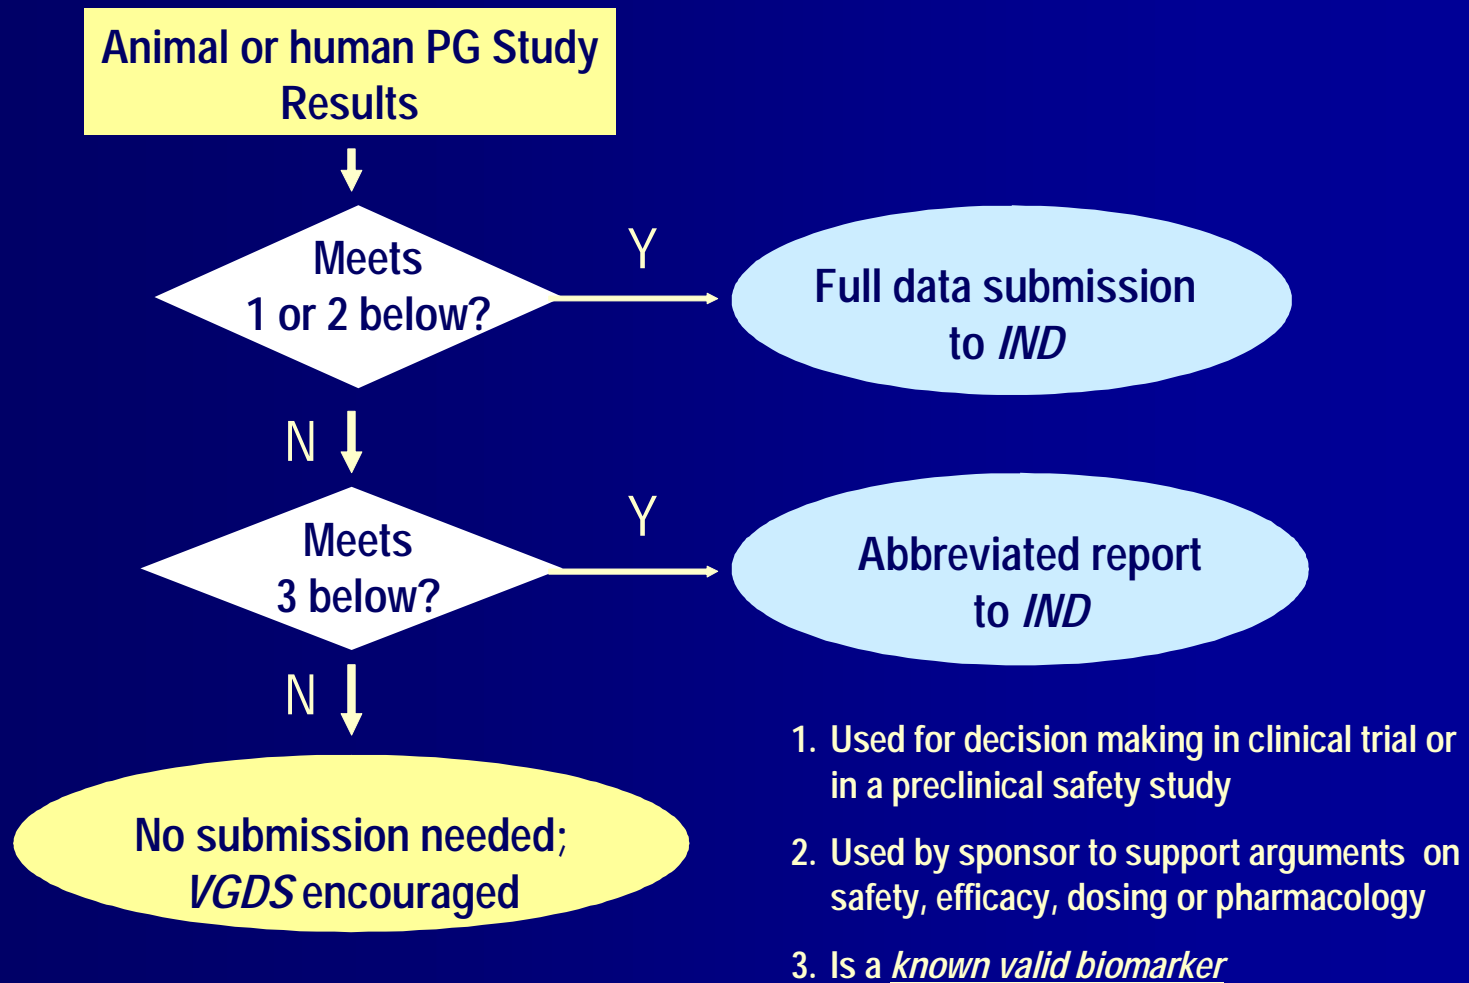 Animal or human PG Study
Results
Meets
1 or 2 below?
Y
Full data submission
to IND
N
Meets
3 below?
Y
Abbreviated report
to IND
N
No submission needed;
VGDS encouraged
1. Used for decision making in clinical trial or
in a preclinical safety study
2. Used by sponsor to support arguments on
safety, efficacy, dosing or pharmacology
3. Is a known valid biomarker